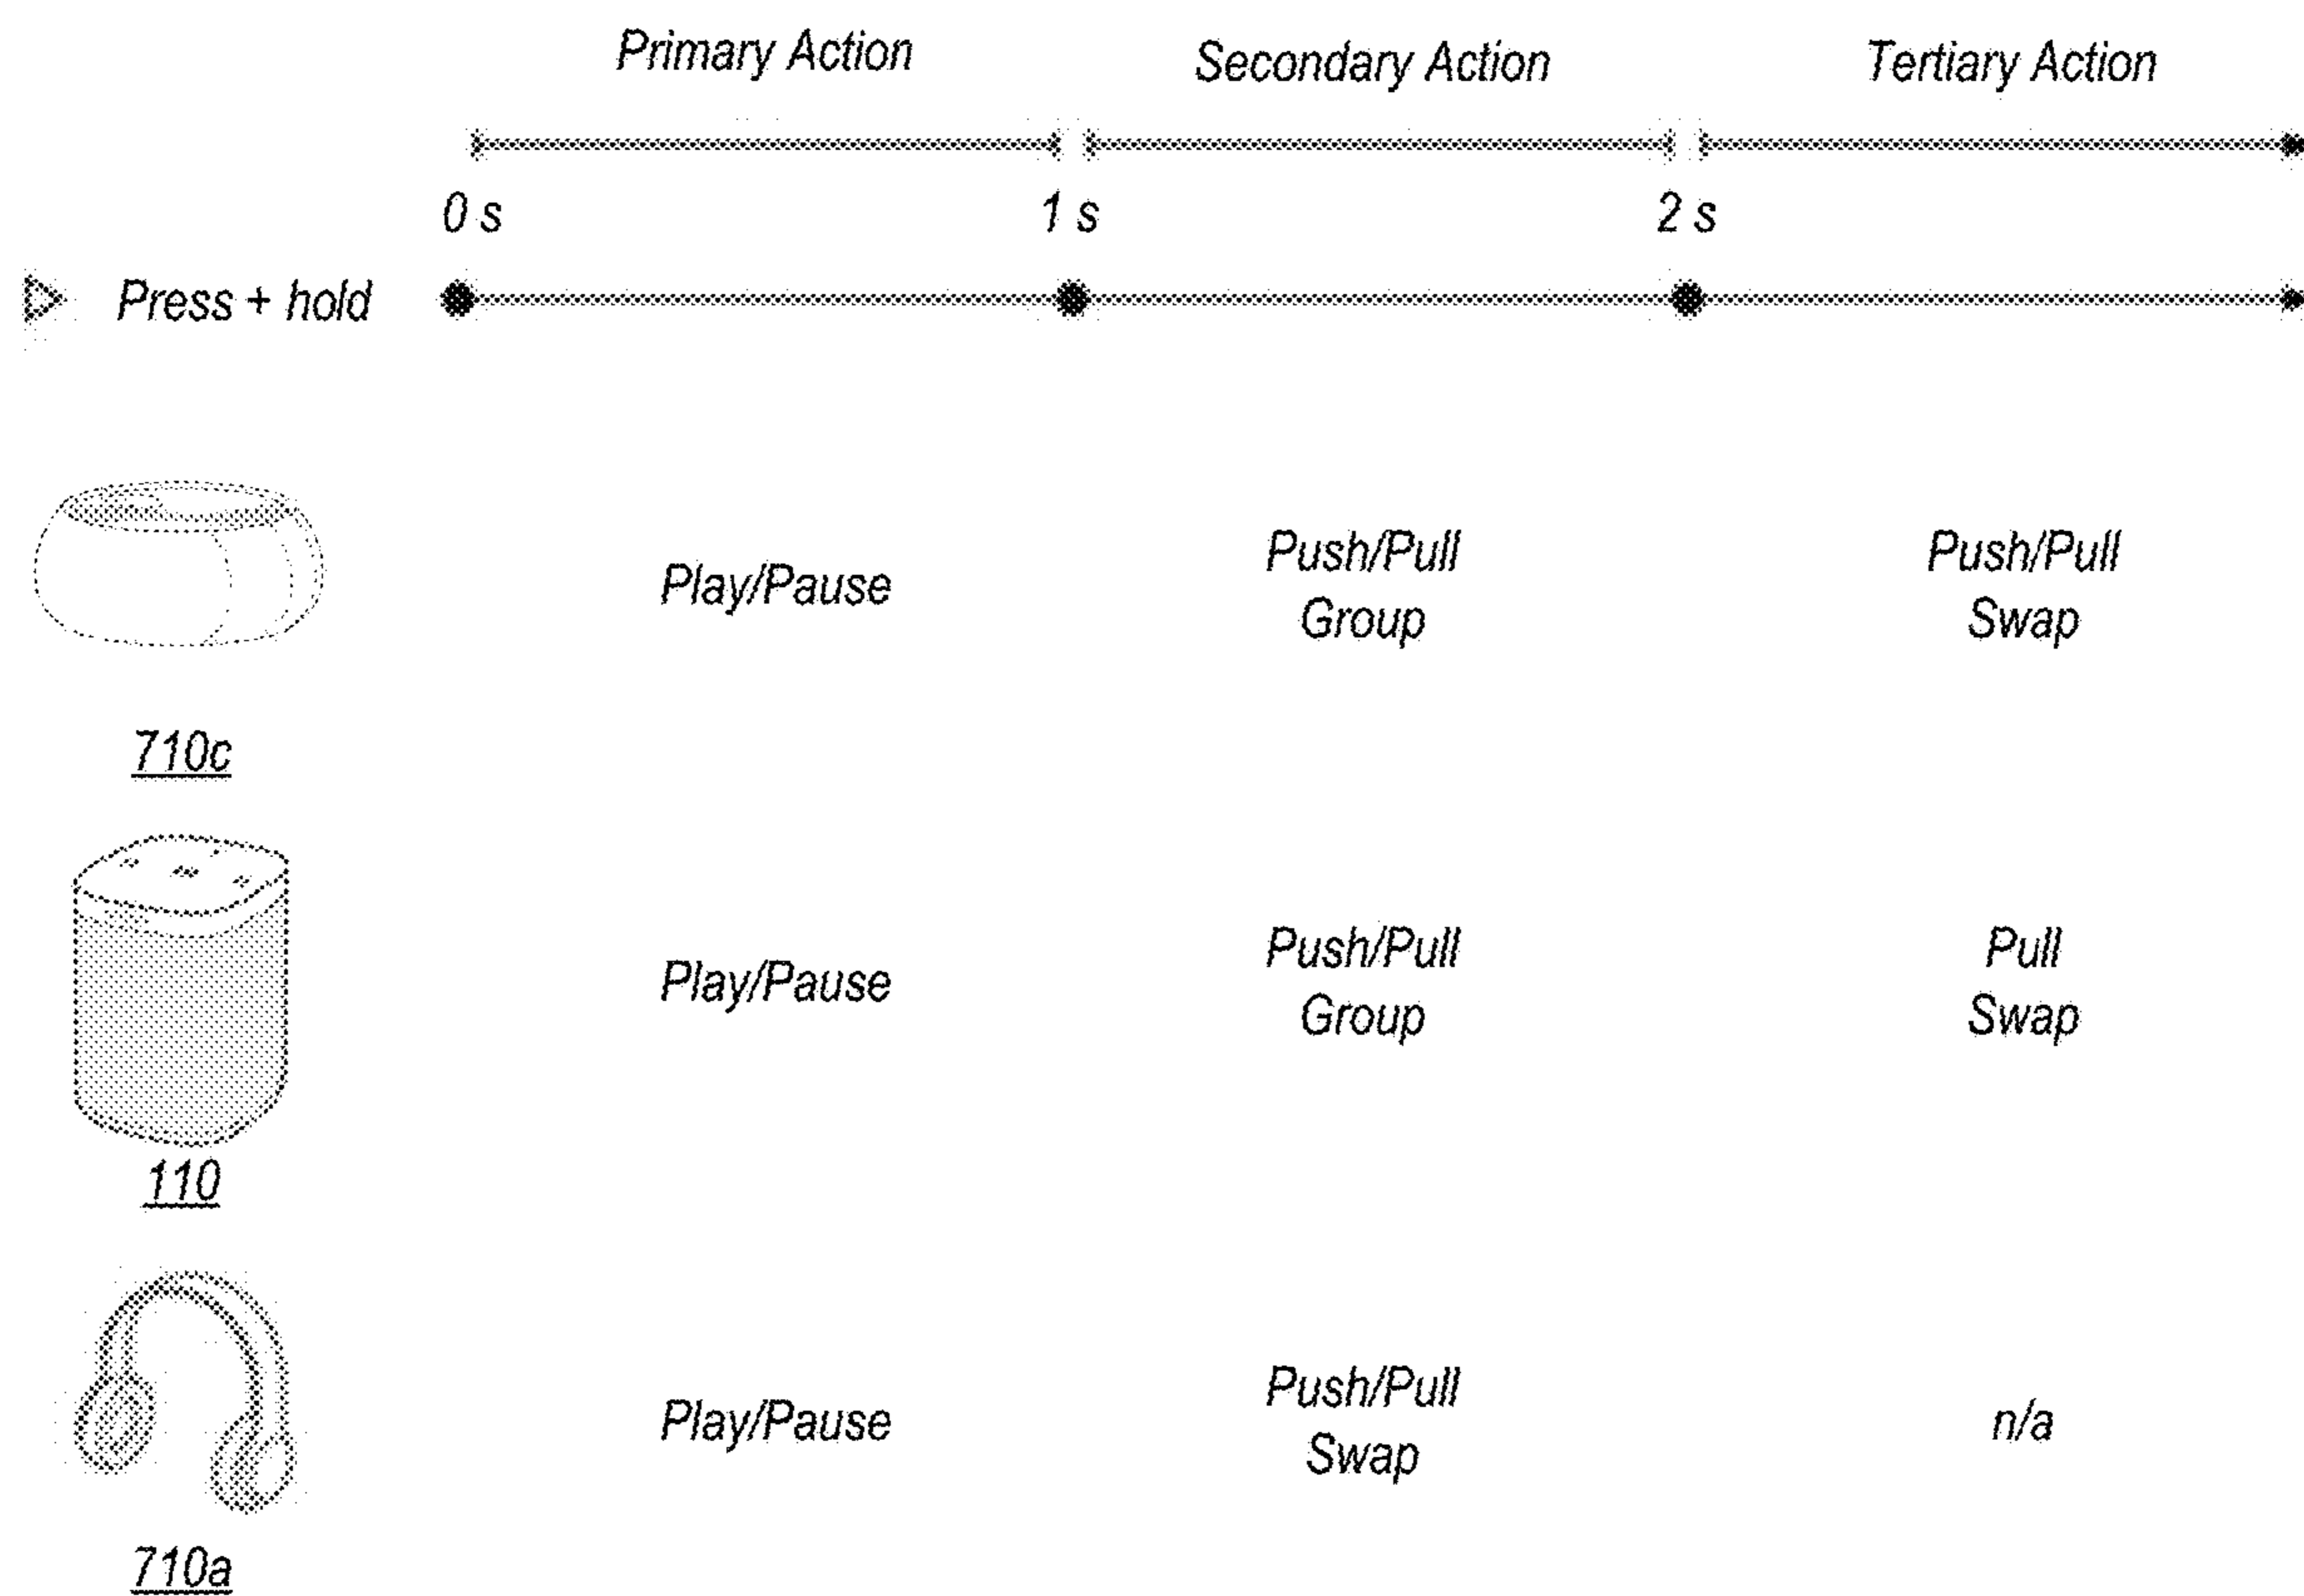 Primary Action
Secondary Action
Tertiary Action
0 s
1 s
2 s
Press + hold
Play/Pause
Push/Pull
Group
Push/Pull
Swap
710c
Play/Pause
Push/Pull
Group
Pull
Swap
110
Play/Pause
Push/Pull
Swap
n/a
710a